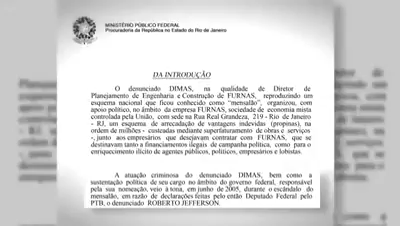 MINISTÉRIO PÚBLICO FEDERAL
Procuradoria da República no Estado do Rio de Janeiro
DA INTRODUÇÃO
O denunciado DIMAS, na qualidade de Diretor de
Planejamento de Engenharia e Construção de FURNAS, reproduzindo um
esquema nacional que ficou conhecido como "mensalão", organizou, com
apoio político, no âmbito da empresa FURNAS, sociedade de economia mista
controlada pela União, com sede na Rua Real Grandeza, 219 - Rio de Janeiro
- RJ, um esquema de arrecadação de vantagens indevidas (propinas), na
ordem de milhões - custeadas mediante superfaturamento de obras e serviços
-, junto aos empresários que desejavam contratar com FURNAS, que se
destinavam tanto a financiamentos ilegais de campanha política, como para o
enriquecimento ilícito de agentes públicos, políticos, empresários e lobistas.
A atuação criminosa do denunciado DIMAS, bem como a
sustentação política de seu cargo no âmbito do governo federal, responsável
pela sua nomeação, veio à tona, em junho de 2005, durante o escândalo do
mensalão, em razão de declarações feitas pelo então Deputado Federal pelo
PTB, o denunciado ROBERTO JEFFERSON.